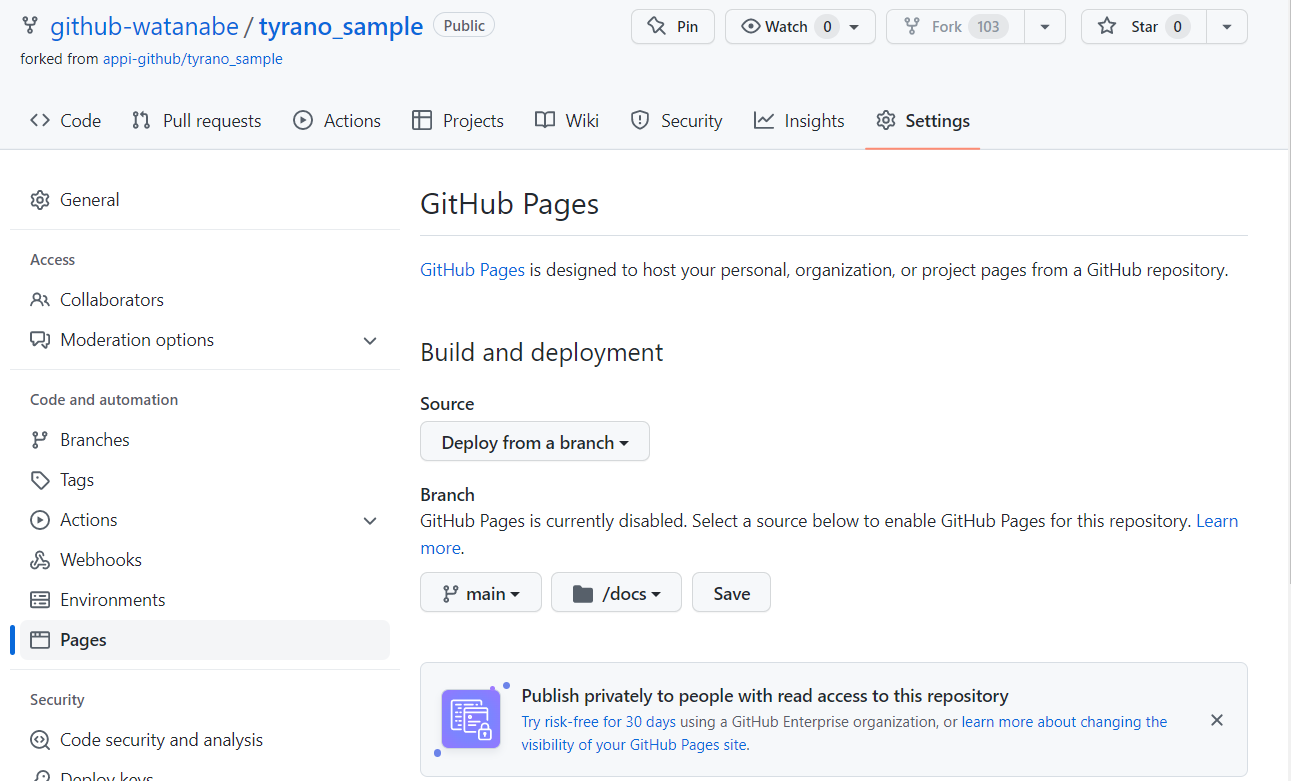 github-watanabe / tyrano_sample Public
Pin Watch 0 Fork 103 Star 0
forked from appi-github/tyrano_sample
Code Pull requests Actions Projects Wiki Security Insights Settings
General
Access
Collaborators
Moderation options
Code and automation
Branches
Tags
Actions
Webhooks
Environments
Pages
Security
Code security and analysis
Deploy keys
GitHub Pages
GitHub Pages is designed to host your personal, organization, or project pages from a GitHub repository.
Build and deployment
Source
Deploy from a branch
Branch
GitHub Pages is currently disabled. Select a source below to enable GitHub Pages for this repository. Learn
more.
main /docs Save
Publish privately to people with read access to this repository
Try risk-free for 30 days using a GitHub Enterprise organization, or learn more about changing the
visibility of your GitHub Pages site.